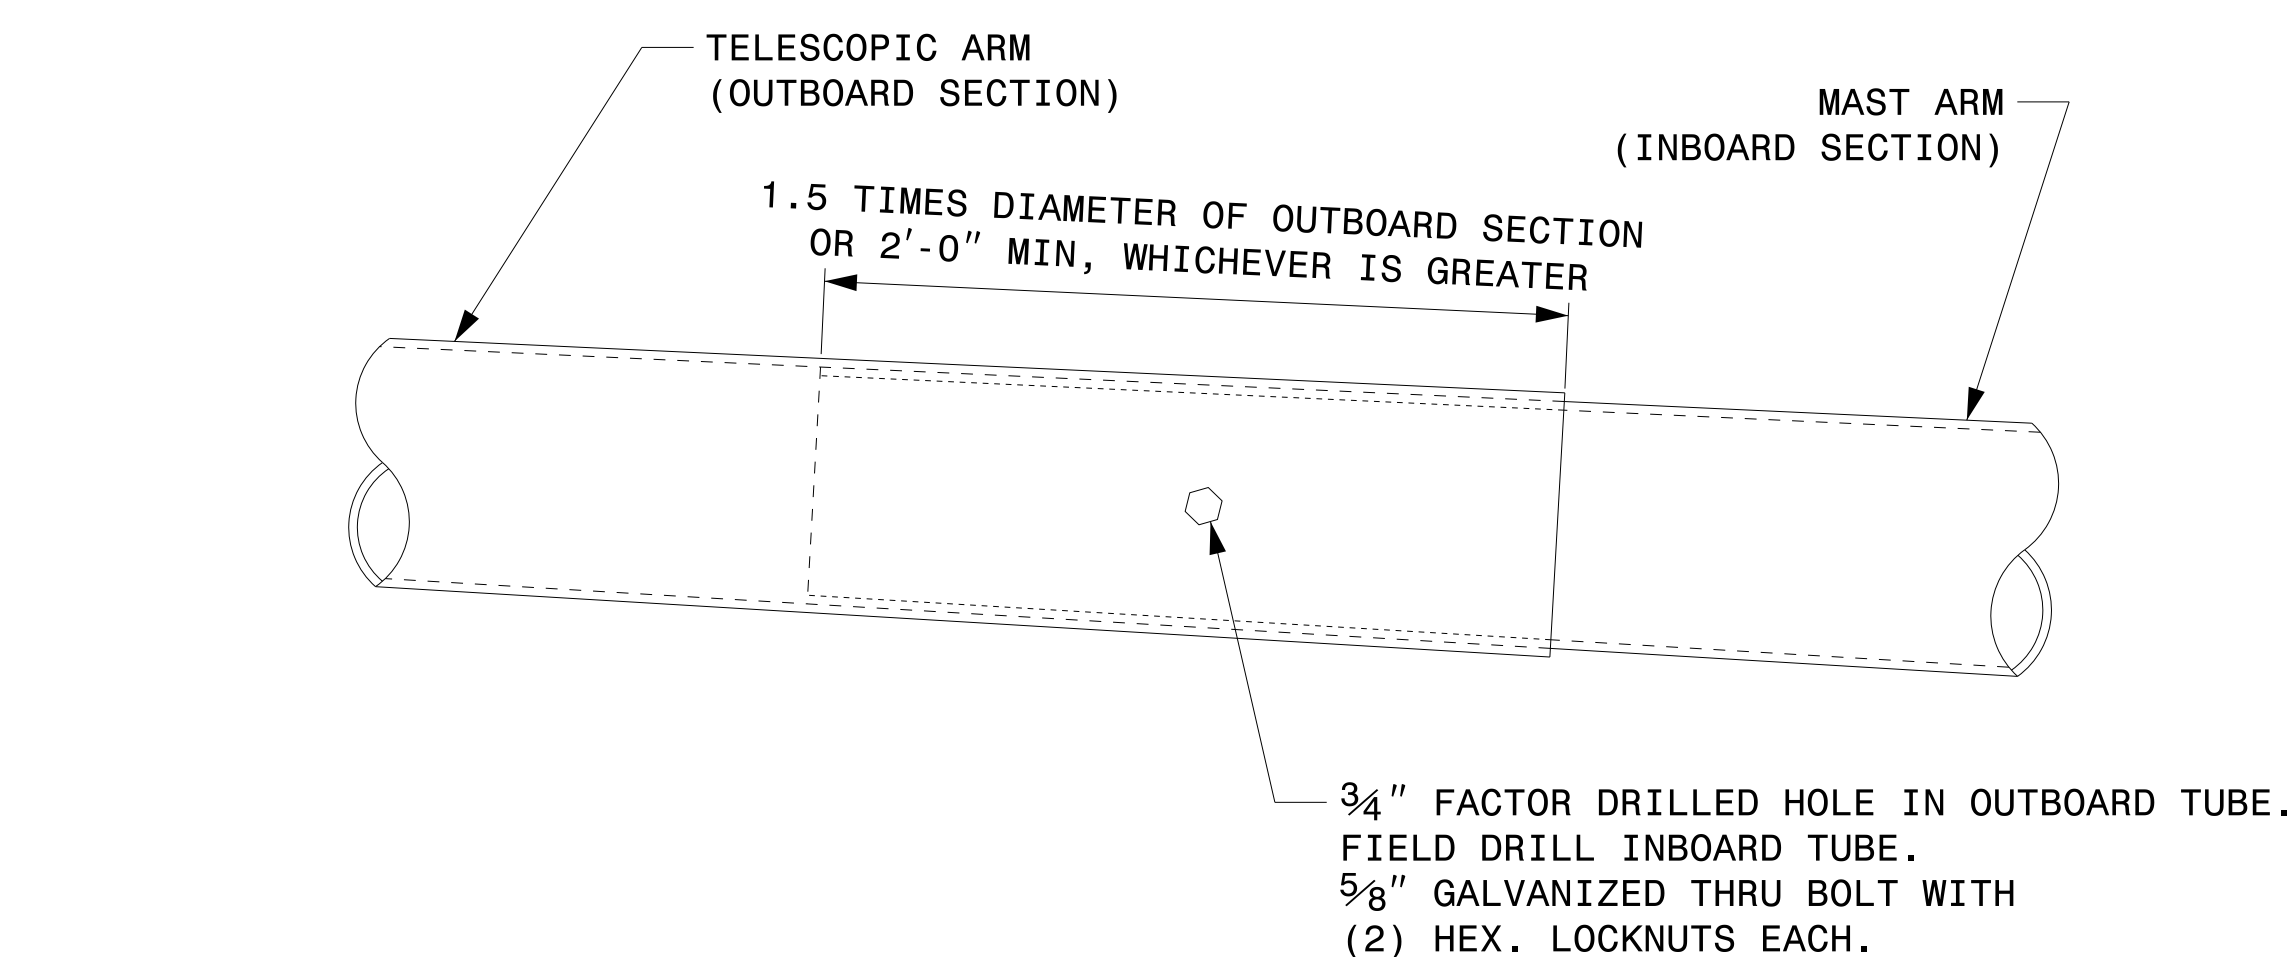 TELESCOPIC ARM
(OUTBOARD SECTION)
MAST ARM
(INBOARD SECTION)
1.5 TIMES DIAMETER OF OUTBOARD SECTION
OR 2'-0" MIN, WHICHEVER IS GREATER
3/4" FACTOR DRILLED HOLE IN OUTBOARD TUBE.
FIELD DRILL INBOARD TUBE.
5/8" GALVANIZED THRU BOLT WITH
(2) HEX. LOCKNUTS EACH.